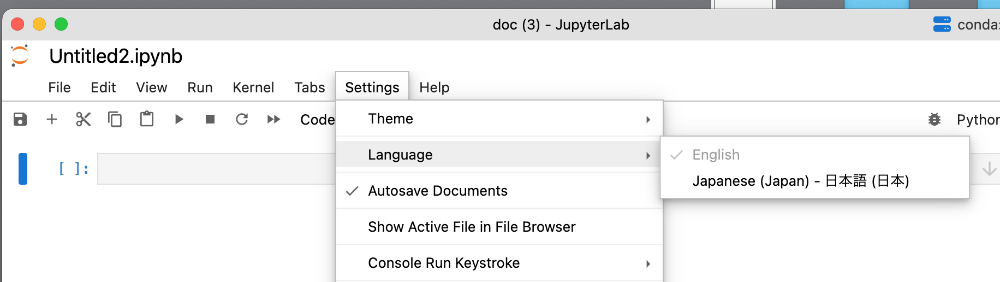 doc (3) - JupyterLab
conda:
Untitled2.ipynb
File Edit View Run Kernel Tabs Settings Help
Code
Python
Theme
Language
English
Japanese (Japan) - 日本語 (日本)
[ ]:
Autosave Documents
Show Active File in File Browser
Console Run Keystroke